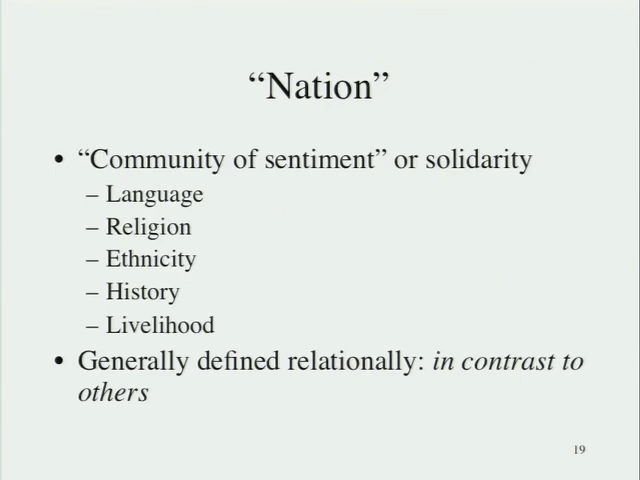 “Nation”
• “Community of sentiment” or solidarity
– Language
– Religion
– Ethnicity
– History
– Livelihood
• Generally defined relationally: in contrast to
others
19